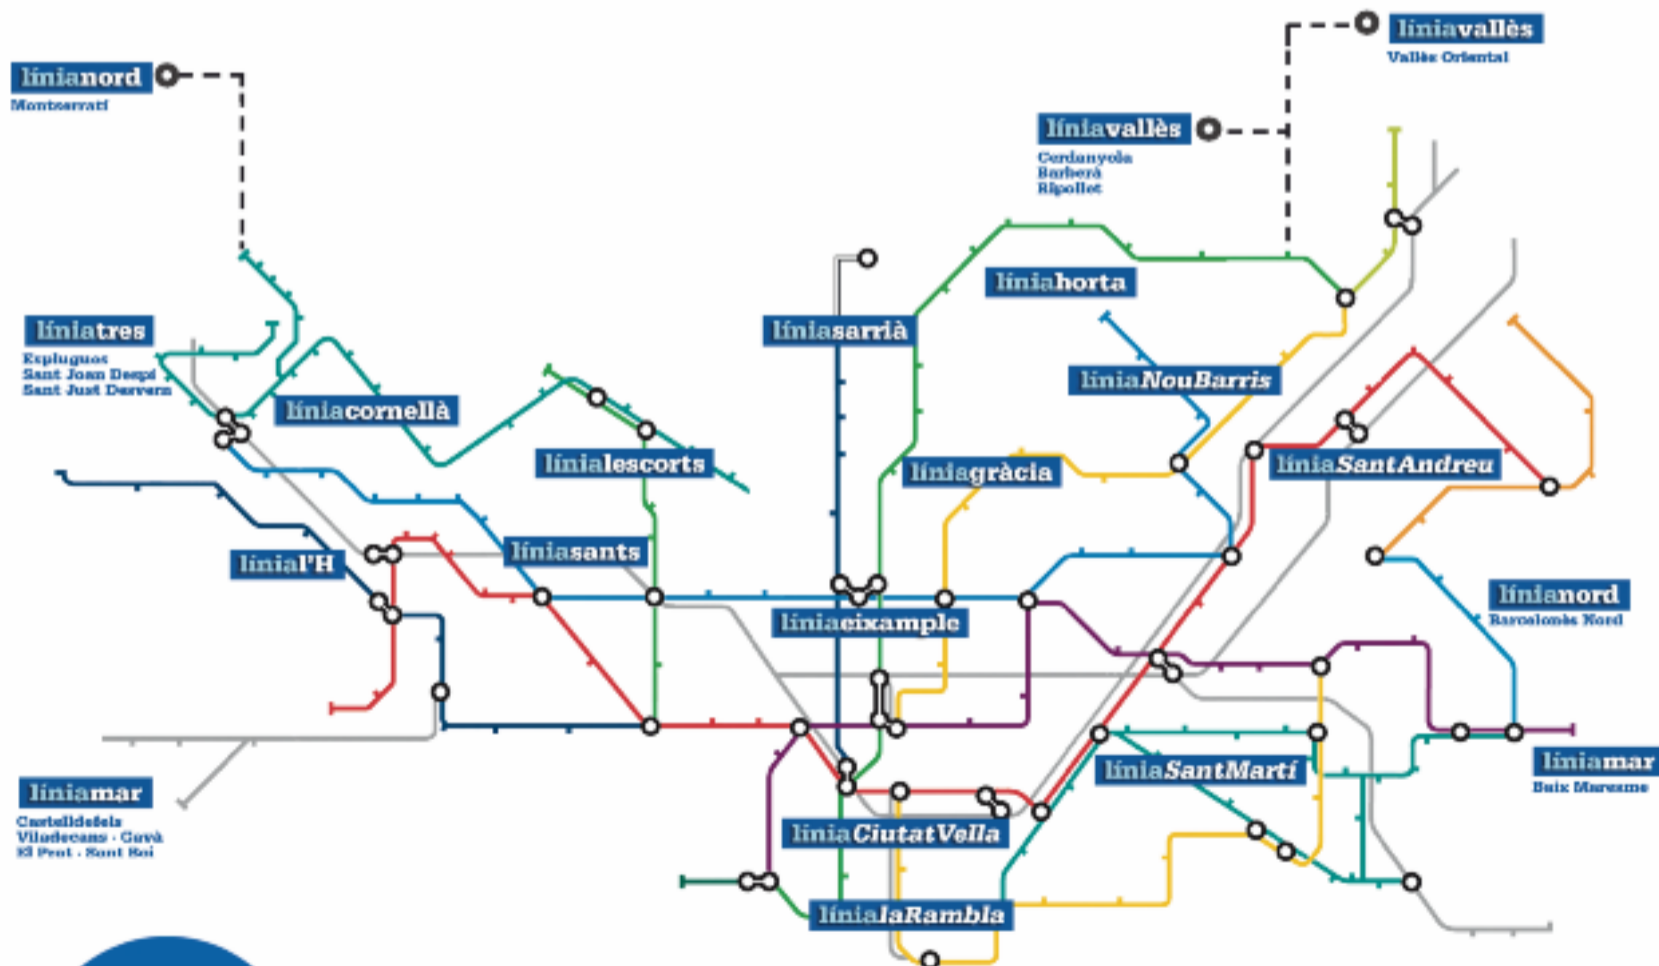 líniavallès
Vallès Oriental
línianord
Montserratí
líniavallès
Cerdanyola
Barberà
Ripollet
líniahorta
líniatres
Esplugues
Sant Joan Despí
Sant Just Desvern
líniasarrià
líniaNouBarris
líniacornellà
línialescorts
líniagràcia
líniaSantAndreu
línial'H
líniasants
línianord
Barcelonès Nord
líniaeixample
líniamar
Baix Maresme
líniaSantMartí
líniamar
Castelldefels
Viladecans - Gavà
El Prat - Sant Boi
líniaCiutatVella
línialaRambla